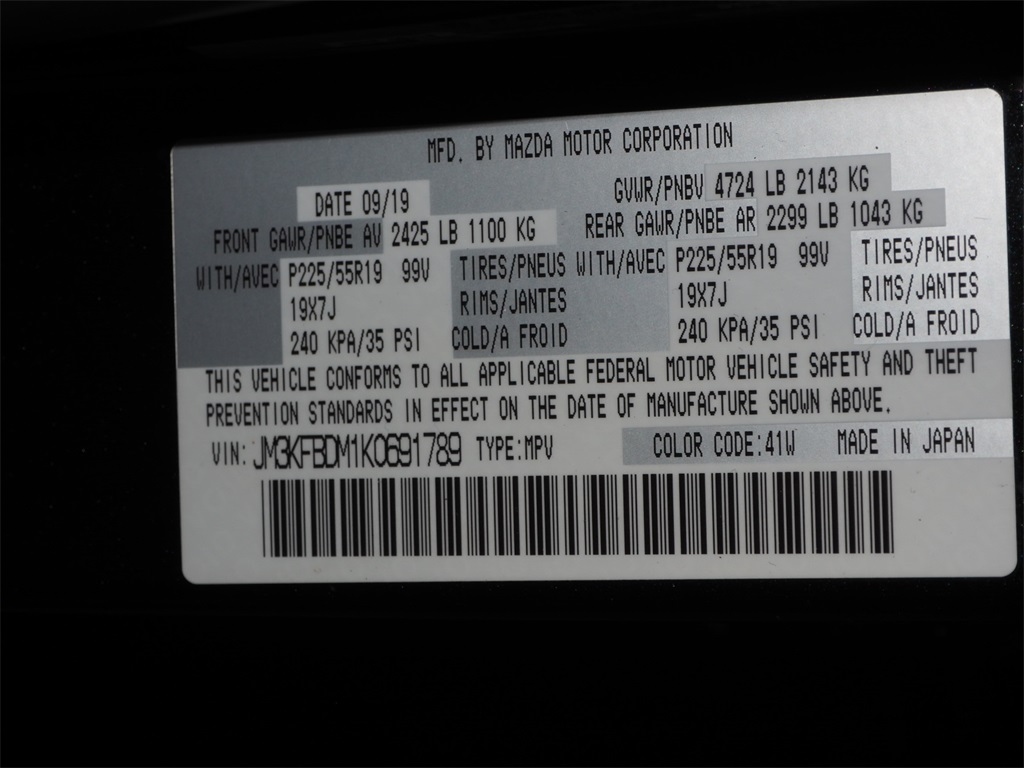 MFD. BY MAZDA MOTOR CORPORATION
DATE 09/19 GVWR/PNBV 4724 LB 2143 KG
FRONT GAWR/PNBE AV 2425 LB 1100 KG REAR GAWR/PNBE AR 2299 LB 1043 KG
WITH/AVEC P225/55R19 99V TIRES/PNEUS WITH/AVEC P225/55R19 99V TIRES/PNEUS
19X7J RIMS/JANTES 19X7J RIMS/JANTES
240 KPA/35 PSI COLD/A FROID 240 KPA/35 PSI COLD/A FROID
THIS VEHICLE CONFORMS TO ALL APPLICABLE FEDERAL MOTOR VEHICLE SAFETY AND THEFT
PREVENTION STANDARDS IN EFFECT ON THE DATE OF MANUFACTURE SHOWN ABOVE.
VIN: JM3KFBDM1K0691789 TYPE:MPV COLOR CODE:41W MADE IN JAPAN